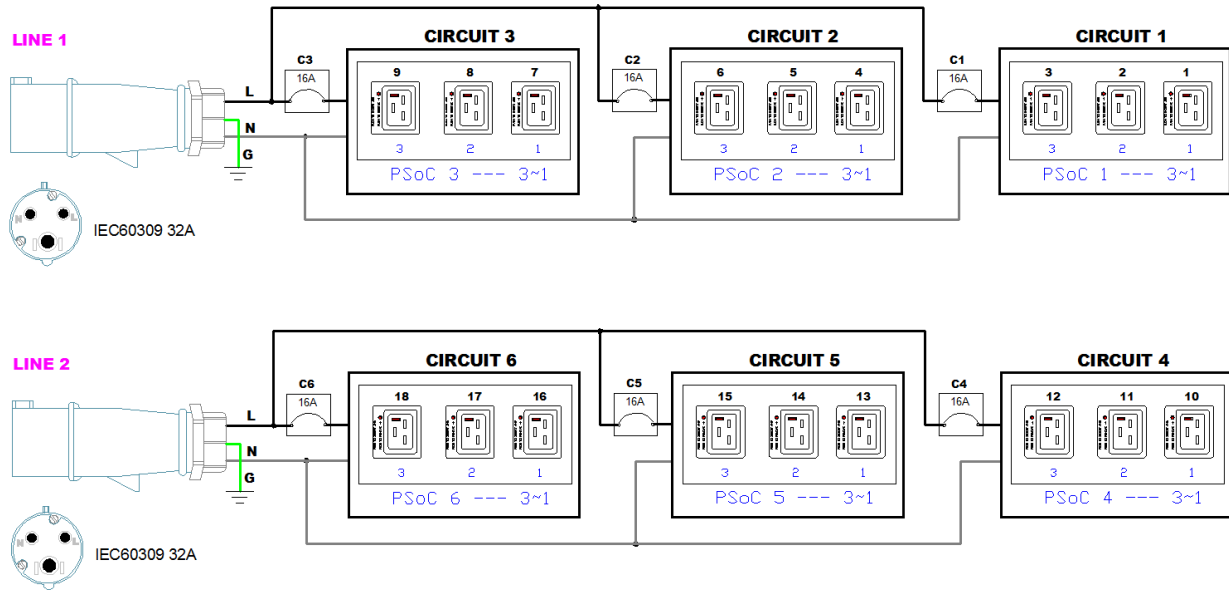 LINE 1
CIRCUIT 3
CIRCUIT 2
CIRCUIT 1
C3
16A
C2
16A
C1
16A
9 8 7
6 5 4
3 2 1
L
N
G
3 2 1
3 2 1
3 2 1
PSoC 3 --- 3~1
PSoC 2 --- 3~1
PSoC 1 --- 3~1
N L
IEC60309 32A
LINE 2
CIRCUIT 6
CIRCUIT 5
CIRCUIT 4
C6
16A
C5
16A
C4
16A
18 17 16
15 14 13
12 11 10
L
N
G
3 2 1
3 2 1
3 2 1
PSoC 6 --- 3~1
PSoC 5 --- 3~1
PSoC 4 --- 3~1
N L
IEC60309 32A